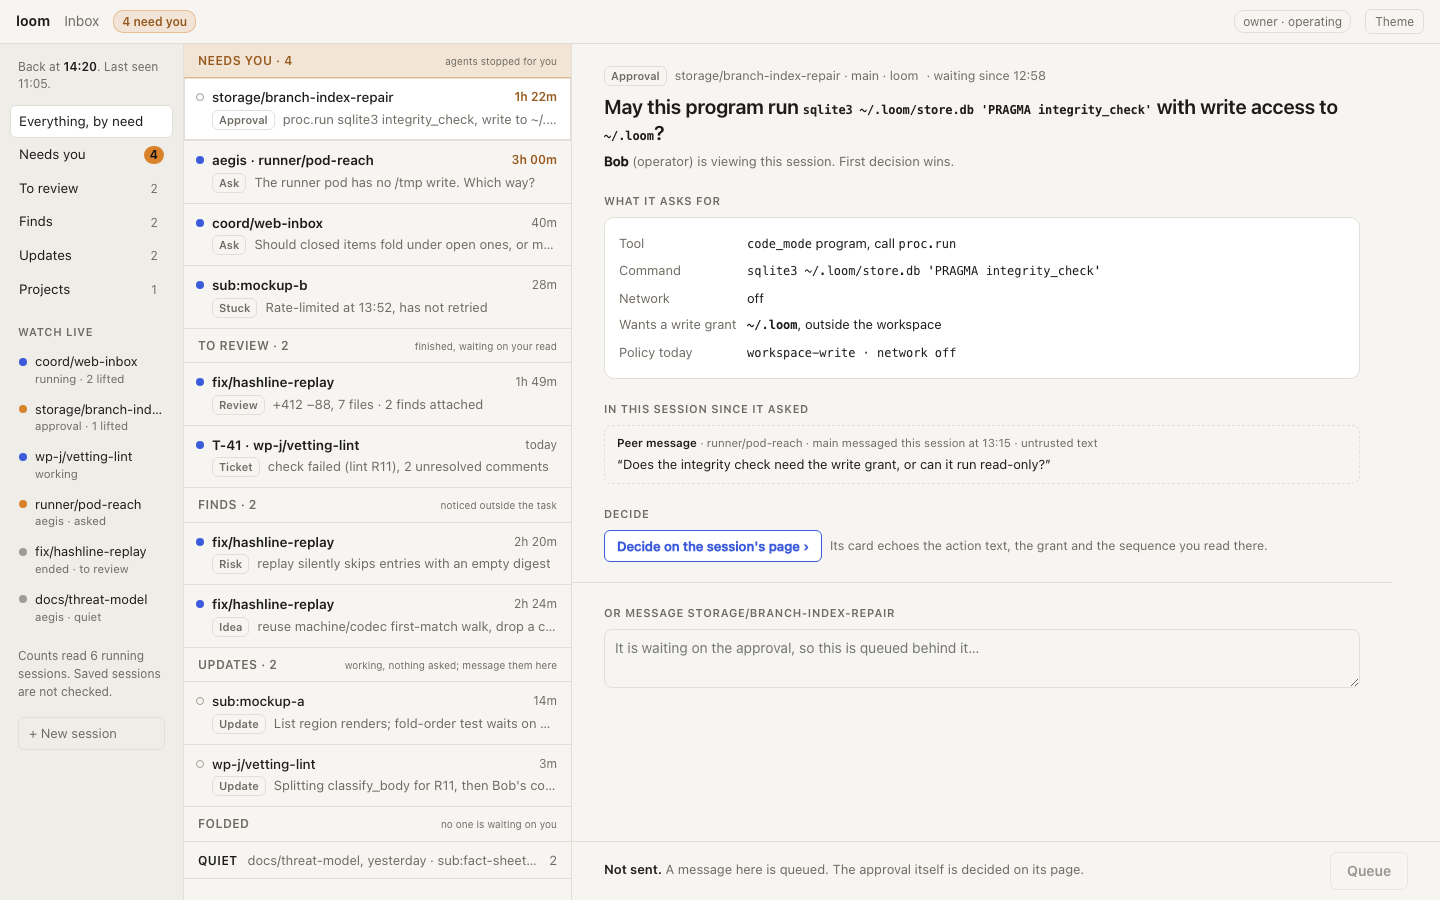 loom Inbox 4 need you
owner · operating Theme
Back at 14:20. Last seen
11:05.
Everything, by need
Needs you 4
To review 2
Finds 2
Updates 2
Projects 1
WATCH LIVE
coord/web-inbox
running · 2 lifted
storage/branch-ind...
approval · 1 lifted
wp-j/vetting-lint
working
runner/pod-reach
aegis · asked
fix/hashline-replay
ended · to review
docs/threat-model
aegis · quiet
Counts read 6 running
sessions. Saved sessions
are not checked.
+ New session
NEEDS YOU · 4 agents stopped for you
storage/branch-index-repair 1h 22m
Approval proc.run sqlite3 integrity_check, write to ~/....
aegis · runner/pod-reach 3h 00m
Ask The runner pod has no /tmp write. Which way?
coord/web-inbox 40m
Ask Should closed items fold under open ones, or m...
sub:mockup-b 28m
Stuck Rate-limited at 13:52, has not retried
TO REVIEW · 2 finished, waiting on your read
fix/hashline-replay 1h 49m
Review +412 −88, 7 files · 2 finds attached
T-41 · wp-j/vetting-lint today
Ticket check failed (lint R11), 2 unresolved comments
FINDS · 2 noticed outside the task
fix/hashline-replay 2h 20m
Risk replay silently skips entries with an empty digest
fix/hashline-replay 2h 24m
Idea reuse machine/codec first-match walk, drop a c...
UPDATES · 2 working, nothing asked; message them here
sub:mockup-a 14m
Update List region renders; fold-order test waits on ...
wp-j/vetting-lint 3m
Update Splitting classify_body for R11, then Bob's co...
FOLDED no one is waiting on you
QUIET docs/threat-model, yesterday · sub:fact-sheet... 2
Approval storage/branch-index-repair · main · loom · waiting since 12:58
May this program run sqlite3 ~/.loom/store.db 'PRAGMA integrity_check' with write access to
~/.loom?
Bob (operator) is viewing this session. First decision wins.
WHAT IT ASKS FOR
Tool code_mode program, call proc.run
Command sqlite3 ~/.loom/store.db 'PRAGMA integrity_check'
Network off
Wants a write grant ~/.loom, outside the workspace
Policy today workspace-write · network off
IN THIS SESSION SINCE IT ASKED
Peer message · runner/pod-reach · main messaged this session at 13:15 · untrusted text
“Does the integrity check need the write grant, or can it run read-only?”
DECIDE
Decide on the session's page › Its card echoes the action text, the grant and the sequence you read there.
OR MESSAGE STORAGE/BRANCH-INDEX-REPAIR
It is waiting on the approval, so this is queued behind it...
Not sent. A message here is queued. The approval itself is decided on its page.
Queue